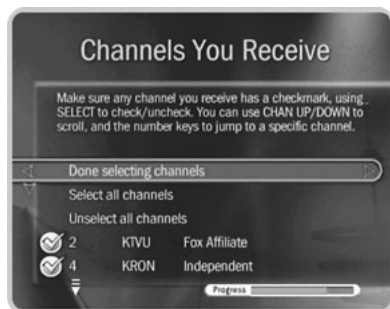 Channels You Receive
Make sure any channel you receive has a checkmark, using
SELECT to check/uncheck. You can use CHAN UP/DOWN to
scroll, and the number keys to jump to a specific channel.
Done selecting channels
Select all channels
Unselect all channels
2 KTVU Fox Affiliate
4 KRON Independent
Progress